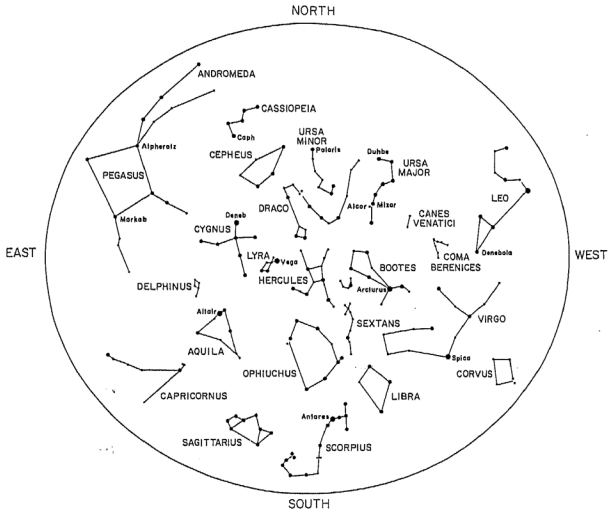 NORTH
ANDROMEDA
CASSIOPEIA
Caph
URSA
MINOR
Polaris
Duhbe
URSA
MAJOR
Alpheratz
CEPHEUS
PEGASUS
LEO
DRACO
Alcor
Mizar
Markab
Deneb
CYGNUS
CANES
VENATICI
EAST
WEST
LYRA
Vega
Denebola
COMA
BERENICES
BOOTES
HERCULES
DELPHINUS
Arcturus
Altair
SEXTANS
VIRGO
AQUILA
Spica
OPHIUCHUS
CORVUS
CAPRICORNUS
LIBRA
Antares
SAGITTARIUS
SCORPIUS
SOUTH